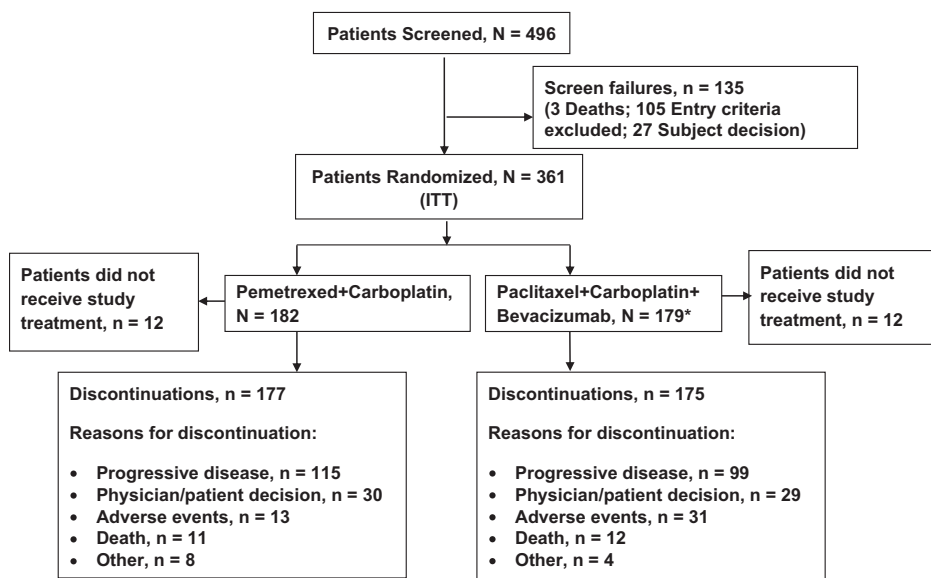 Patients Screened, N = 496
Screen failures, n = 135
(3 Deaths; 105 Entry criteria
excluded; 27 Subject decision)
Patients Randomized, N = 361
(ITT)
Patients did not
receive study
treatment, n = 12
Pemetrexed+Carboplatin,
N = 182
Paclitaxel+Carboplatin+
Bevacizumab, N = 179*
Patients did not
receive study
treatment, n = 12
Discontinuations, n = 177
Reasons for discontinuation:
• Progressive disease, n = 115
• Physician/patient decision, n = 30
• Adverse events, n = 13
• Death, n = 11
• Other, n = 8
Discontinuations, n = 175
Reasons for discontinuation:
• Progressive disease, n = 99
• Physician/patient decision, n = 29
• Adverse events, n = 31
• Death, n = 12
• Other, n = 4